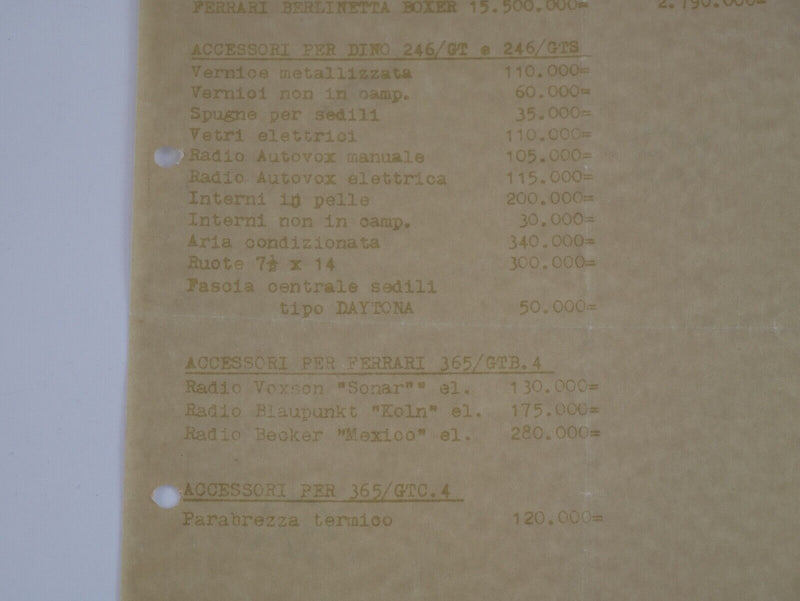 FERRARI BERLINETTA BOXER 15.500.000= 2.790.000=
ACCESSORI PER DINO 246/GT e 246/GTS
Vernice metallizzata 110.000=
Vernici non in camp. 60.000=
Spugne per sedili 35.000=
Vetri elettrici 110.000=
Radio Autovox manuale 105.000=
Radio Autovox elettrica 115.000=
Interni in pelle 200.000=
Interni non in camp. 30.000=
Aria condizionata 340.000=
Ruote 7½ x 14 300.000=
Fascia centrale sedili
tipo DAYTONA 50.000=
ACCESSORI PER FERRARI 365/GTB.4
Radio Voxson "Sonar"" el. 130.000=
Radio Blaupunkt "Koln" el. 175.000=
Radio Becker "Mexico" el. 280.000=
ACCESSORI PER 365/GTC.4
Parabrezza termico 120.000=